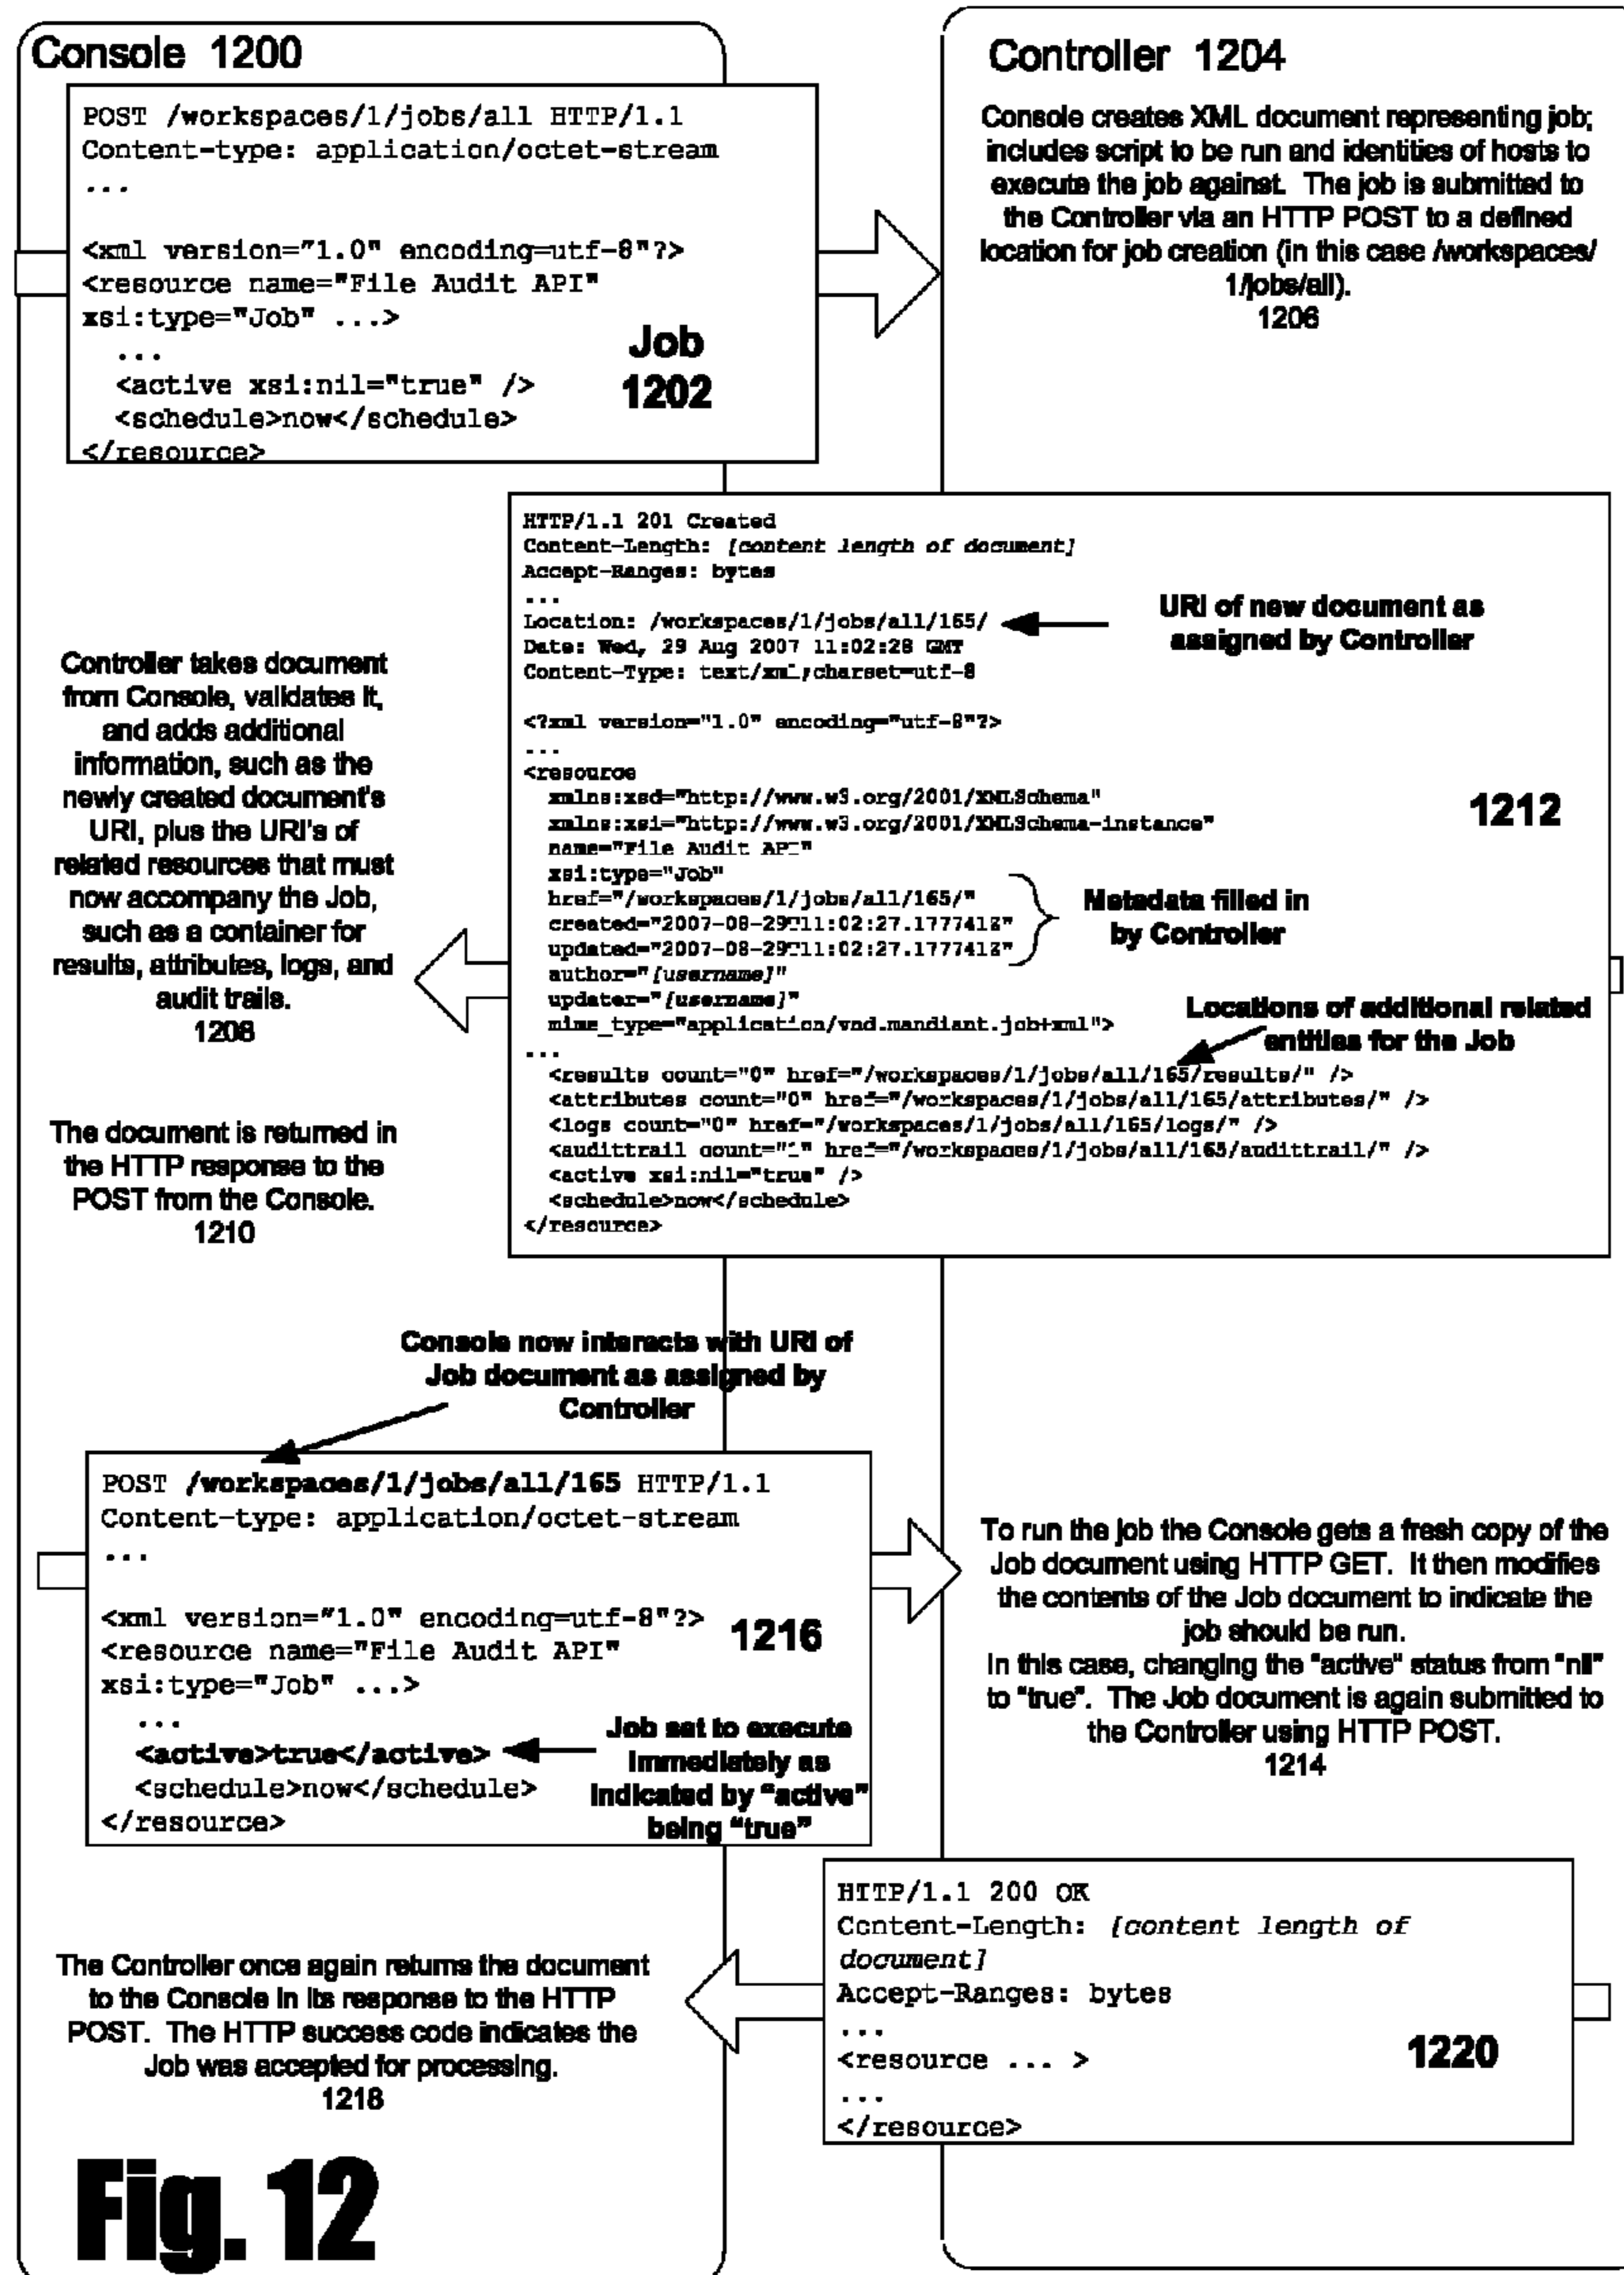 Console 1200
POST /workspaces/1/jobs/all HTTP/1.1
Content-type: application/octet-stream
...
<xml version="1.0" encoding=utf-8"?>
<resource name="File Audit API"
xsi:type="Job" ...>
...
<active xsi:nil="true" />
<schedule>now</schedule>
</resource>
Job
1202
Controller 1204
Console creates XML document representing job;
includes script to be run and identities of hosts to
execute the job against. The job is submitted to
the Controller via an HTTP POST to a defined
location for job creation (in this case /workspaces/
1/jobs/all).
1206
HTTP/1.1 201 Created
Content-Length: [content length of document]
Accept-Ranges: bytes
...
Location: /workspaces/1/jobs/all/165/
Date: Wed, 29 Aug 2007 11:02:28 GMT
Content-Type: text/xml;charset=utf-8
<?xml version="1.0" encoding="utf-8"?>
...
<resource
xmlns:xsd="http://www.w3.org/2001/XMLSchema"
xmlns:xsi="http://www.w3.org/2001/XMLSchema-instance"
name="File Audit API"
xsi:type="Job"
href="/workspaces/1/jobs/all/165/"
created="2007-08-29T11:02:27.177741Z"
updated="2007-08-29T11:02:27.177741Z"
author="[username]"
updater="[username]"
mime_type="application/vnd.mandiant.job+xml">
...
<results count="0" href="/workspaces/1/jobs/all/165/results/" />
<attributes count="0" href="/workspaces/1/jobs/all/165/attributes/" />
<logs count="0" href="/workspaces/1/jobs/all/165/logs/" />
<audittrail count="1" href="/workspaces/1/jobs/all/165/audittrail/" />
<active xsi:nil="true" />
<schedule>now</schedule>
</resource>
URI of new document as
assigned by Controller
1212
Metadata filled in
by Controller
Locations of additional related
entities for the Job
Controller takes document
from Console, validates it,
and adds additional
information, such as the
newly created document's
URI, plus the URI's of
related resources that must
now accompany the Job,
such as a container for
results, attributes, logs, and
audit trails.
1208
The document is returned in
the HTTP response to the
POST from the Console.
1210
Console now interacts with URI of
Job document as assigned by
Controller
POST /workspaces/1/jobs/all/165 HTTP/1.1
Content-type: application/octet-stream
...
<xml version="1.0" encoding=utf-8"?>
<resource name="File Audit API"
xsi:type="Job" ...>
...
<active>true</active>
<schedule>now</schedule>
</resource>
1216
Job set to execute
immediately as
indicated by "active"
being "true"
To run the job the Console gets a fresh copy of the
Job document using HTTP GET. It then modifies
the contents of the Job document to indicate the
job should be run.
In this case, changing the "active" status from "nil"
to "true". The Job document is again submitted to
the Controller using HTTP POST.
1214
HTTP/1.1 200 OK
Content-Length: [content length of
document]
Accept-Ranges: bytes
...
<resource ... >
...
</resource>
1220
The Controller once again returns the document
to the Console in its response to the HTTP
POST. The HTTP success code indicates the
Job was accepted for processing.
1218
Fig. 12